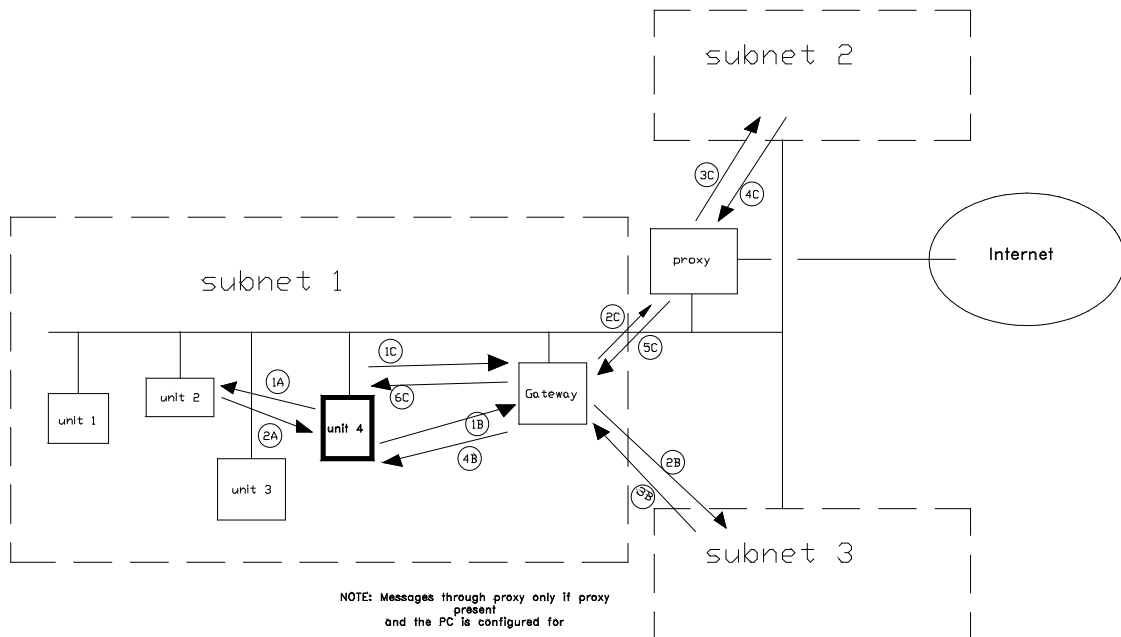 subnet 2
3C
4C
subnet 1
proxy
Internet
2C
5C
1C
6C
1A
2A
unit 1
unit 2
unit 3
unit 4
Gateway
1B
4B
2B
3B
subnet 3
NOTE: Messages through proxy only if proxy
present
and the PC is configured for